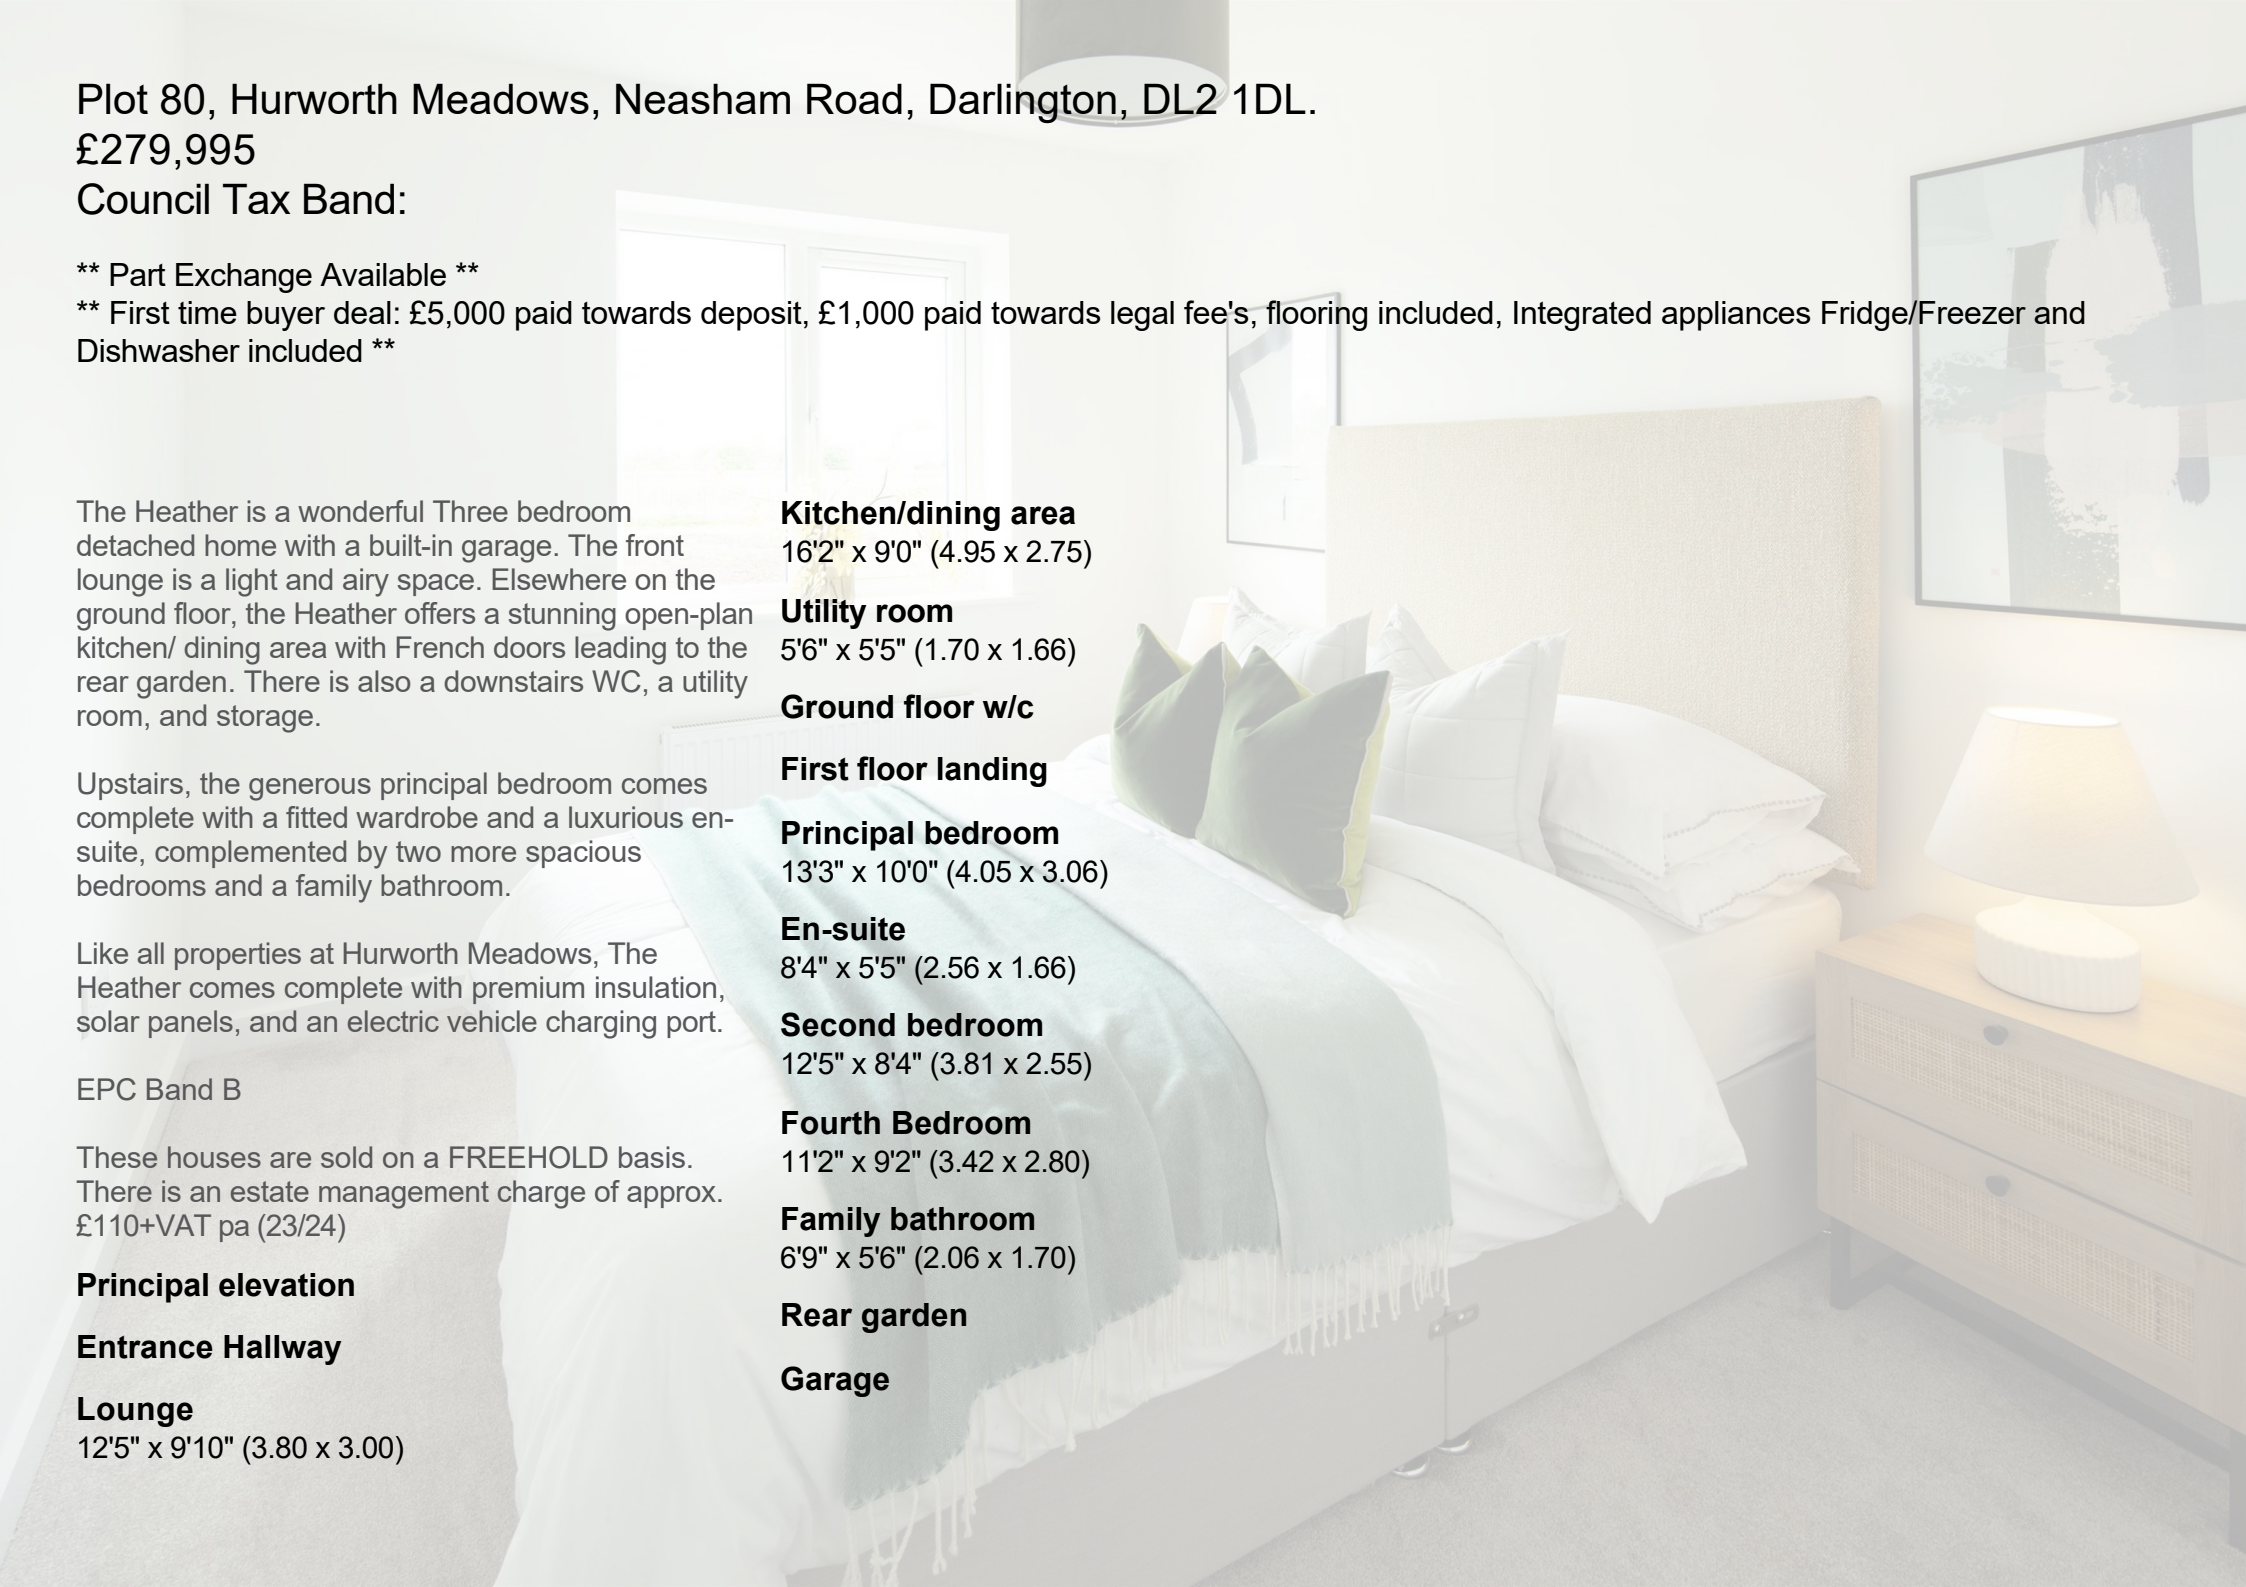 Plot 80, Hurworth Meadows, Neasham Road, Darlington, DL2 1DL.
£279,995
Council Tax Band:
** Part Exchange Available **
** First time buyer deal: £5,000 paid towards deposit, £1,000 paid towards legal fee's, flooring included, Integrated appliances Fridge/Freezer and
Dishwasher included **
The Heather is a wonderful Three bedroom
detached home with a built-in garage. The front
lounge is a light and airy space. Elsewhere on the
ground floor, the Heather offers a stunning open-plan
kitchen/ dining area with French doors leading to the
rear garden. There is also a downstairs WC, a utility
room, and storage.
Upstairs, the generous principal bedroom comes
complete with a fitted wardrobe and a luxurious en-
suite, complemented by two more spacious
bedrooms and a family bathroom.
Like all properties at Hurworth Meadows, The
Heather comes complete with premium insulation,
solar panels, and an electric vehicle charging port.
EPC Band B
These houses are sold on a FREEHOLD basis.
There is an estate management charge of approx.
£110+VAT pa (23/24)
Principal elevation
Entrance Hallway
Lounge
12'5" x 9'10" (3.80 x 3.00)
Kitchen/dining area
16'2" x 9'0" (4.95 x 2.75)
Utility room
5'6" x 5'5" (1.70 x 1.66)
Ground floor w/c
First floor landing
Principal bedroom
13'3" x 10'0" (4.05 x 3.06)
En-suite
8'4" x 5'5" (2.56 x 1.66)
Second bedroom
12'5" x 8'4" (3.81 x 2.55)
Fourth Bedroom
11'2" x 9'2" (3.42 x 2.80)
Family bathroom
6'9" x 5'6" (2.06 x 1.70)
Rear garden
Garage